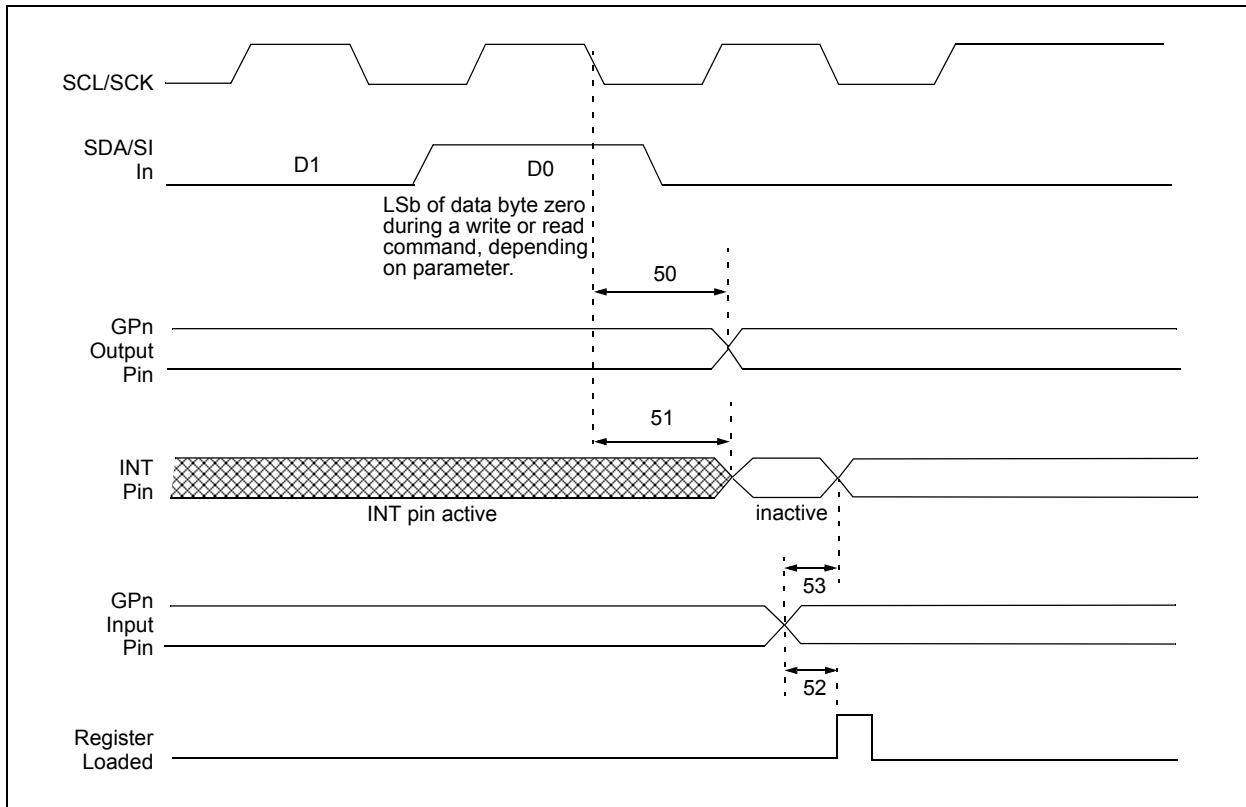 SCL/SCK
SDA/SI
In
D1
D0
LSb of data byte zero
during a write or read
command, depending
on parameter.
50
GPn
Output
Pin
51
INT
Pin
INT pin active
inactive
53
GPn
Input
Pin
52
Register
Loaded